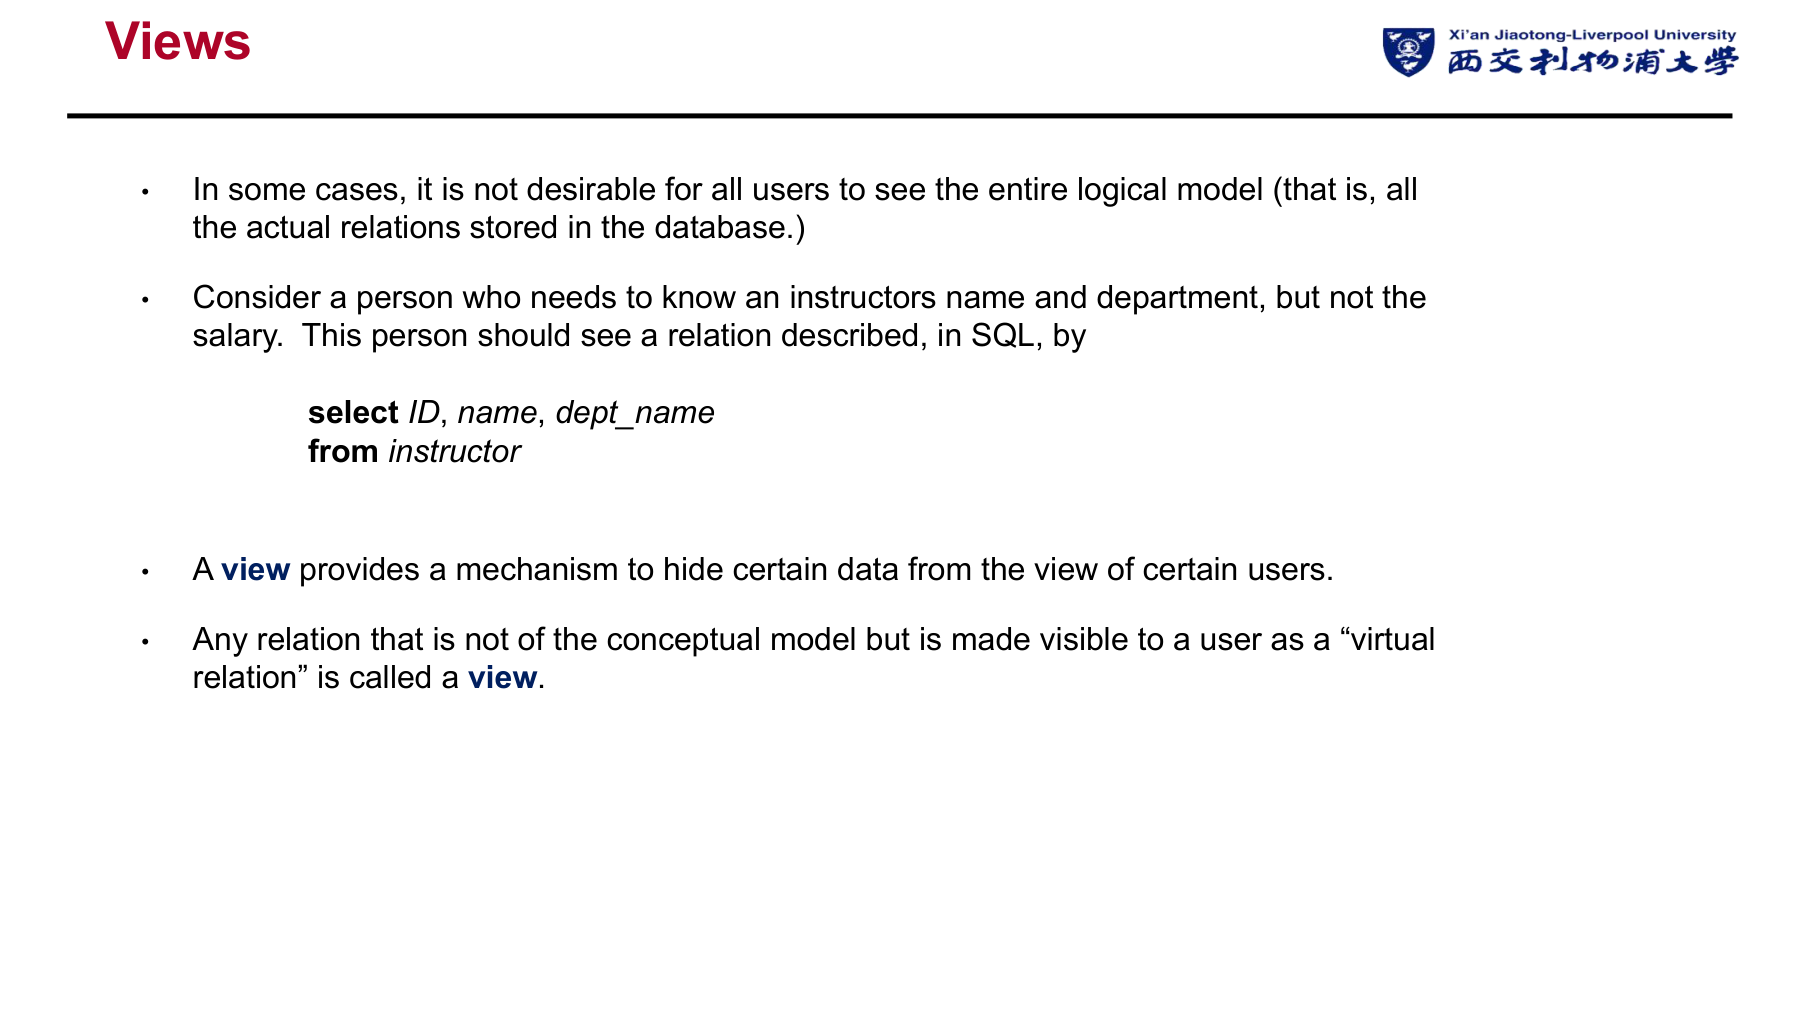 Views
Xi'an Jiaotong-Liverpool University
西交利物浦大學
• In some cases, it is not desirable for all users to see the entire logical model (that is, all
the actual relations stored in the database.)
• Consider a person who needs to know an instructors name and department, but not the
salary.  This person should see a relation described, in SQL, by
select ID, name, dept_name
from instructor
• A view provides a mechanism to hide certain data from the view of certain users.
• Any relation that is not of the conceptual model but is made visible to a user as a “virtual
relation” is called a view.